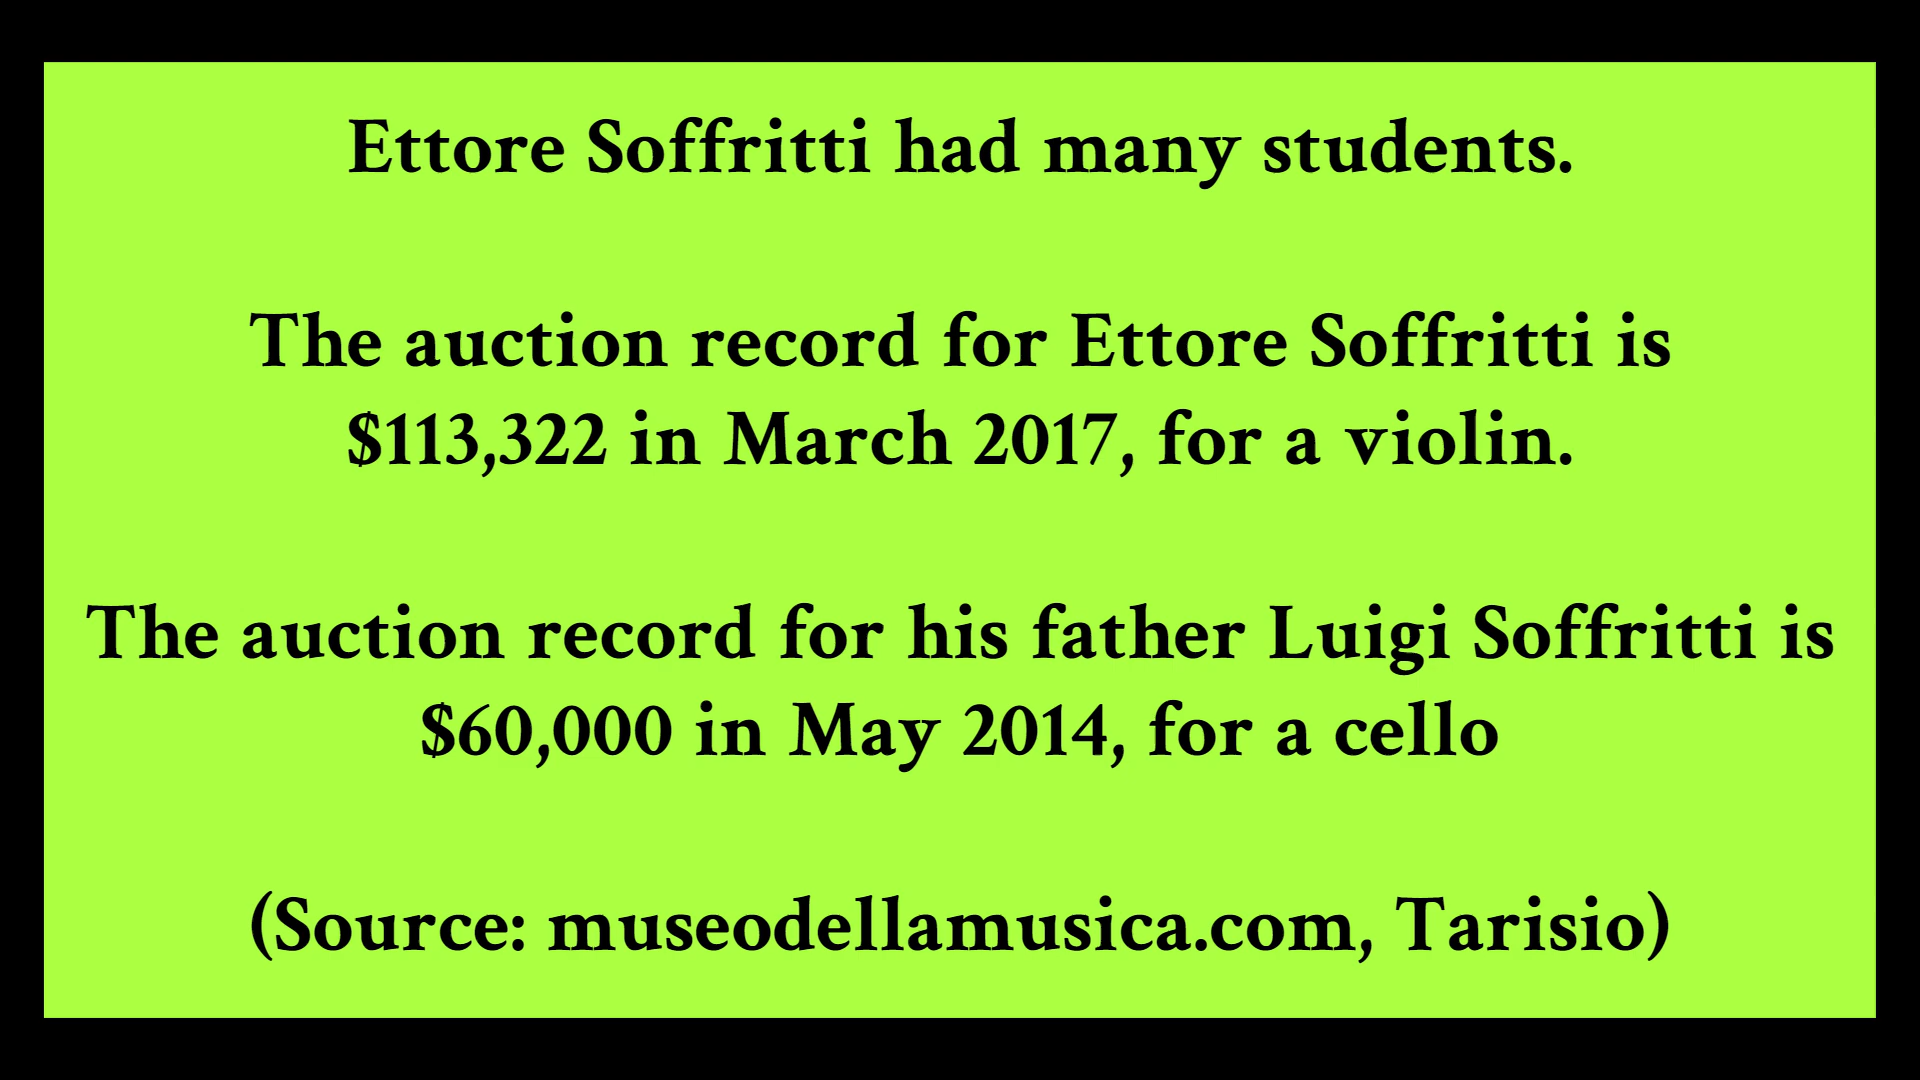 Ettore Soffritti had many students.
The auction record for Ettore Soffritti is
$113,322 in March 2017, for a violin.
The auction record for his father Luigi Soffritti is
$60,000 in May 2014, for a cello
(Source: museodellamusica.com, Tarisio)